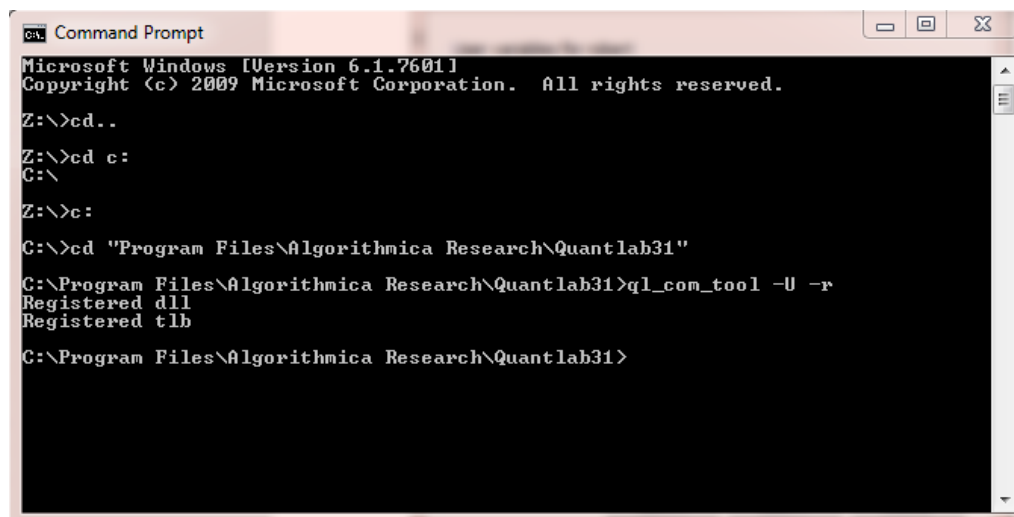 Command Prompt
Microsoft Windows [Version 6.1.7601]
Copyright (c) 2009 Microsoft Corporation.  All rights reserved.
Z:\>cd..
Z:\>cd c:
C:\
Z:\>c:
C:\>cd "Program Files\Algorithmica Research\Quantlab31"
C:\Program Files\Algorithmica Research\Quantlab31>ql_com_tool -U -r
Registered dll
Registered tlb
C:\Program Files\Algorithmica Research\Quantlab31>